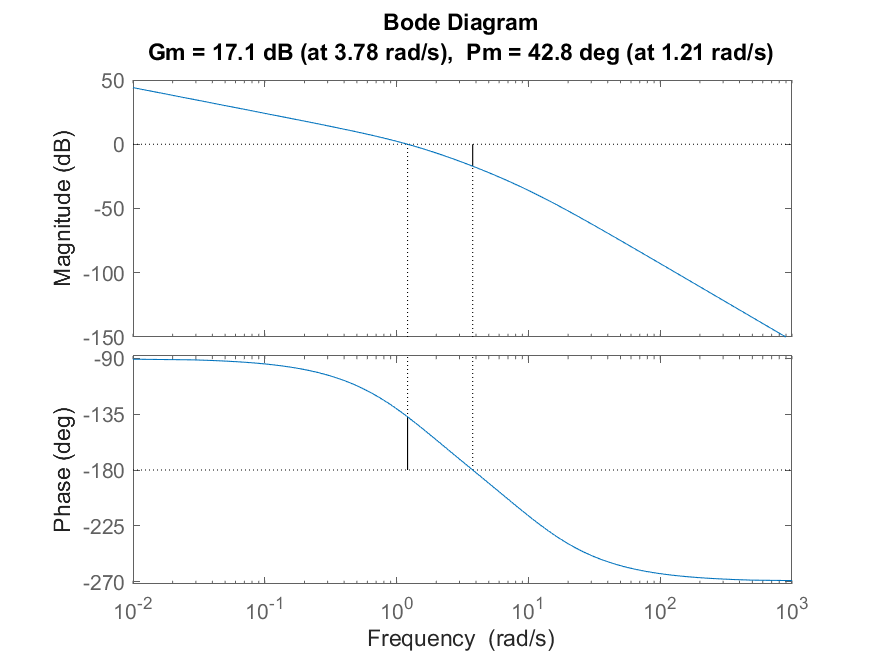 Bode Diagram
Gm = 17.1 dB (at 3.78 rad/s),  Pm = 42.8 deg (at 1.21 rad/s)
50
0
-50
-100
-150
Magnitude (dB)
-90
-135
-180
-225
-270
Phase (deg)
10^-2 10^-1 10^0 10^1 10^2 10^3
Frequency  (rad/s)